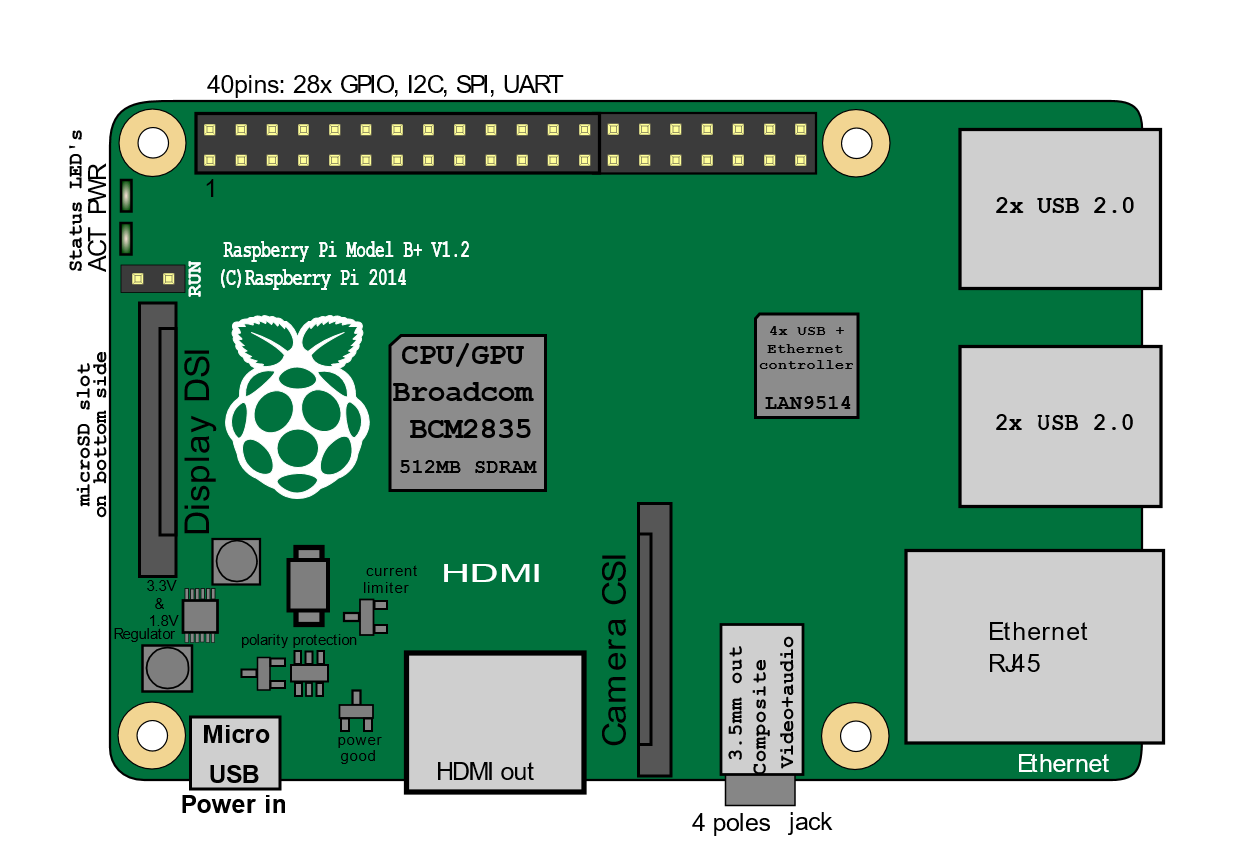 40pins: 28x GPIO, I2C, SPI, UART
1
Status LED's
ACT PWR
RUN
Raspberry Pi Model B+ V1.2
(C)Raspberry Pi 2014
2x USB 2.0
4x USB +
Ethernet
controller
LAN9514
CPU/GPU
Broadcom
BCM2835
512MB SDRAM
microSD slot
on bottom side
Display DSI
2x USB 2.0
3.3V
&
1.8V
Regulator
current
limiter
polarity protection
power
good
HDMI
HDMI out
Camera CSI
3.5mm out
Composite
Video+audio
4 poles jack
Ethernet
RJ45
Ethernet
Micro
USB
Power in